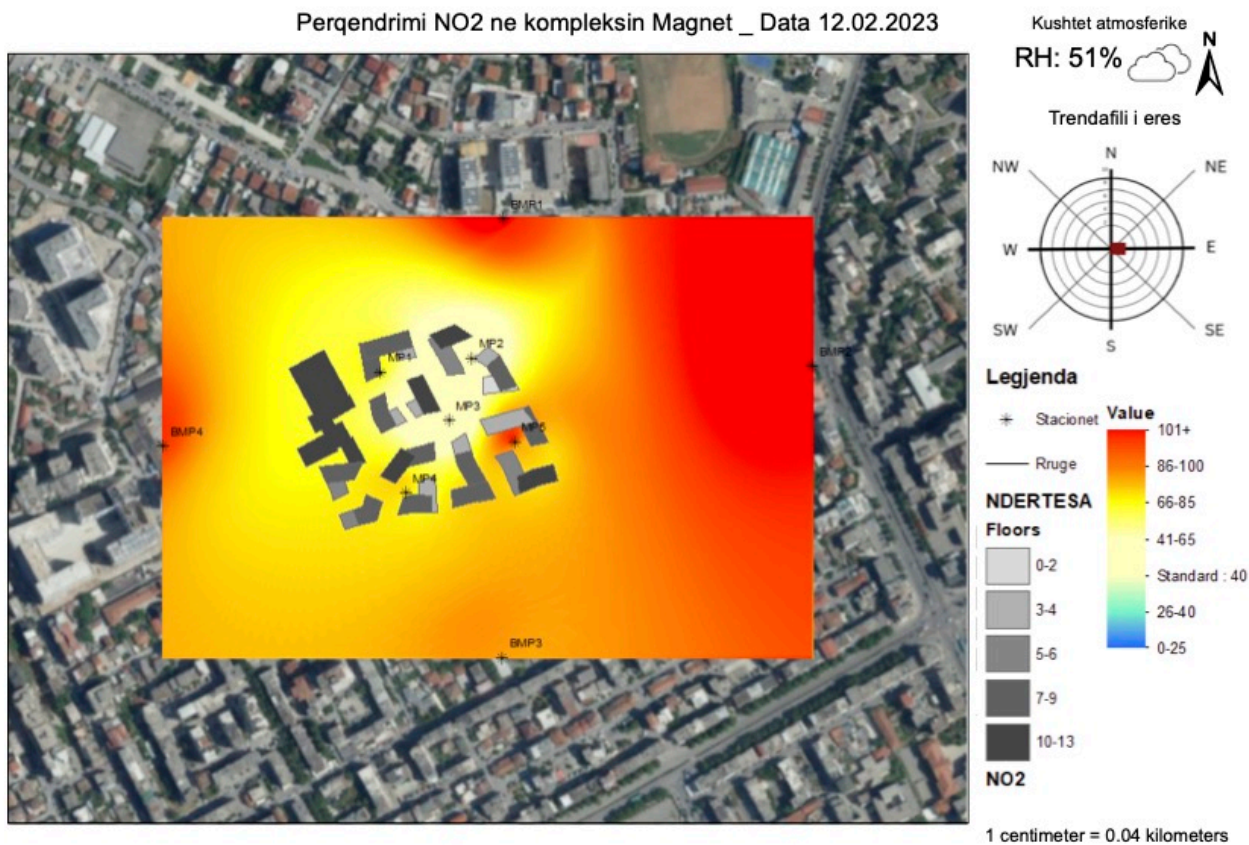 Perqendrimi NO2 ne kompleksin Magnet _ Data 12.02.2023
Kushtet atmosferike
RH: 51%
N
Trendafili i eres
N
NW
NE
W
E
SW
SE
S
BMP1
BMP2
BMP4
BMP3
MP1
MP2
MP3
MP5
MP4
Legjenda
Stacionet
Rruge
NDERTESA
Floors
0-2
3-4
5-6
7-9
10-13
NO2
Value
101+
86-100
66-85
41-65
Standard : 40
26-40
0-25
1 centimeter = 0.04 kilometers